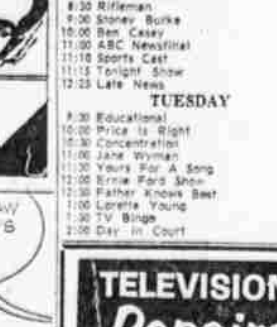 8:30 Rifleman
9:00 Stoney Burke
10:00 Ben Casey
11:00 ABC Newsfinal
11:10 Sports Cast
11:15 Tonight Show
12:25 Late News
TUESDAY
9:30 Educational
10:00 Price Is Right
10:30 Concentration
11:00 Jane Wyman
11:30 Yours For A Song
12:00 Ernie Ford Show
12:30 Father Knows Best
1:00 Loretta Young
1:30 TV Bingo
2:00 Day in Court
TELEVISION